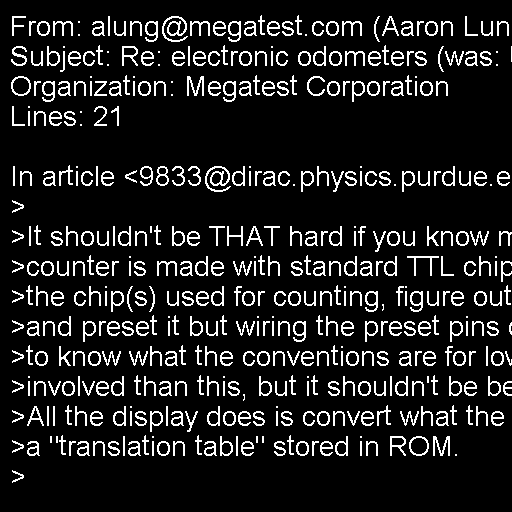 From: alung@megatest.com (Aaron Lun
Subject: Re: electronic odometers (was:
Organization: Megatest Corporation
Lines: 21

In article <9833@dirac.physics.purdue.e
>
>It shouldn't be THAT hard if you know m
>counter is made with standard TTL chip
>the chip(s) used for counting, figure out
>and preset it but wiring the preset pins
>to know what the conventions are for lov
>involved than this, but it shouldn't be be
>All the display does is convert what the
>a "translation table" stored in ROM.
>